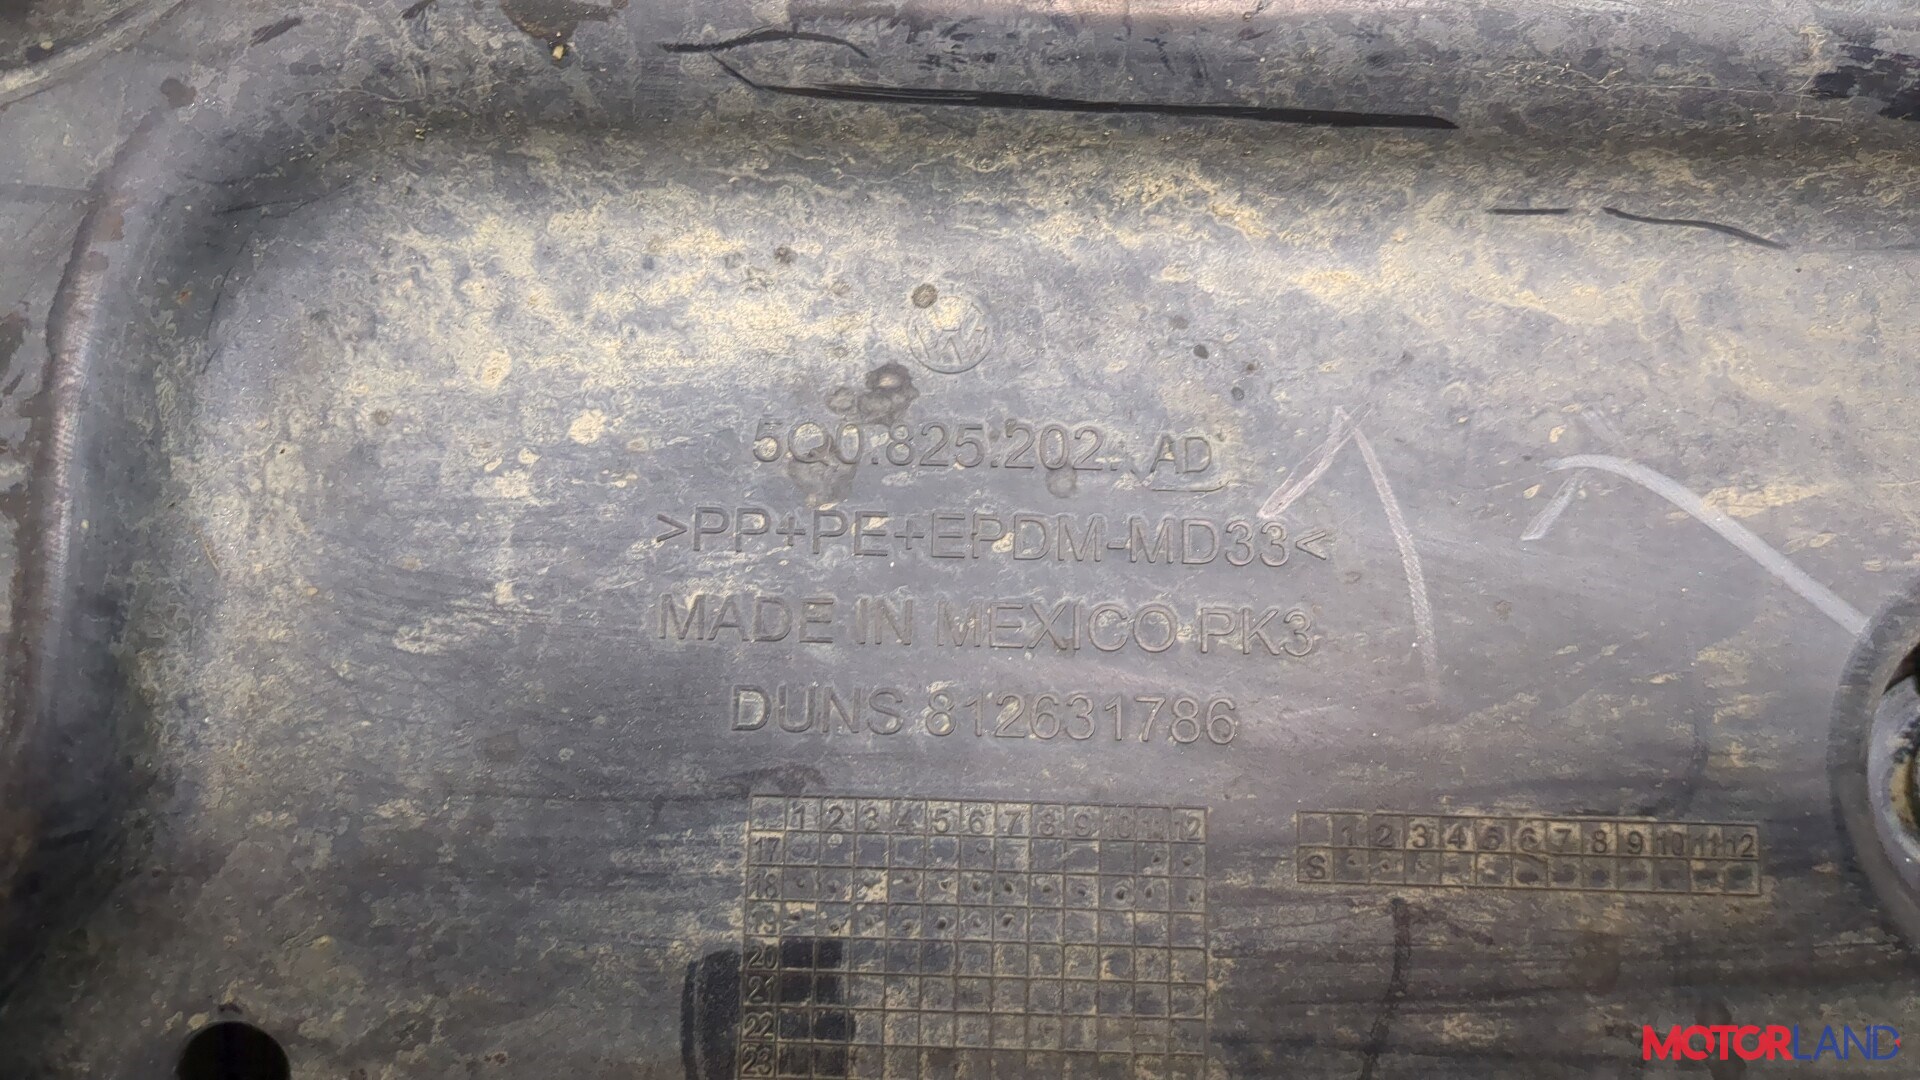 5Q0.825.202. AD
>PP+PE+EPDM-MD33<
MADE IN MEXICO PK3
DUNS 812631786
1 2 3 4 5 6 7 8 9 10 11 12
17
18
19
20
21
22
23
1 2 3 4 5 6 7 8 9 10 11 12
S
MOTORLAND